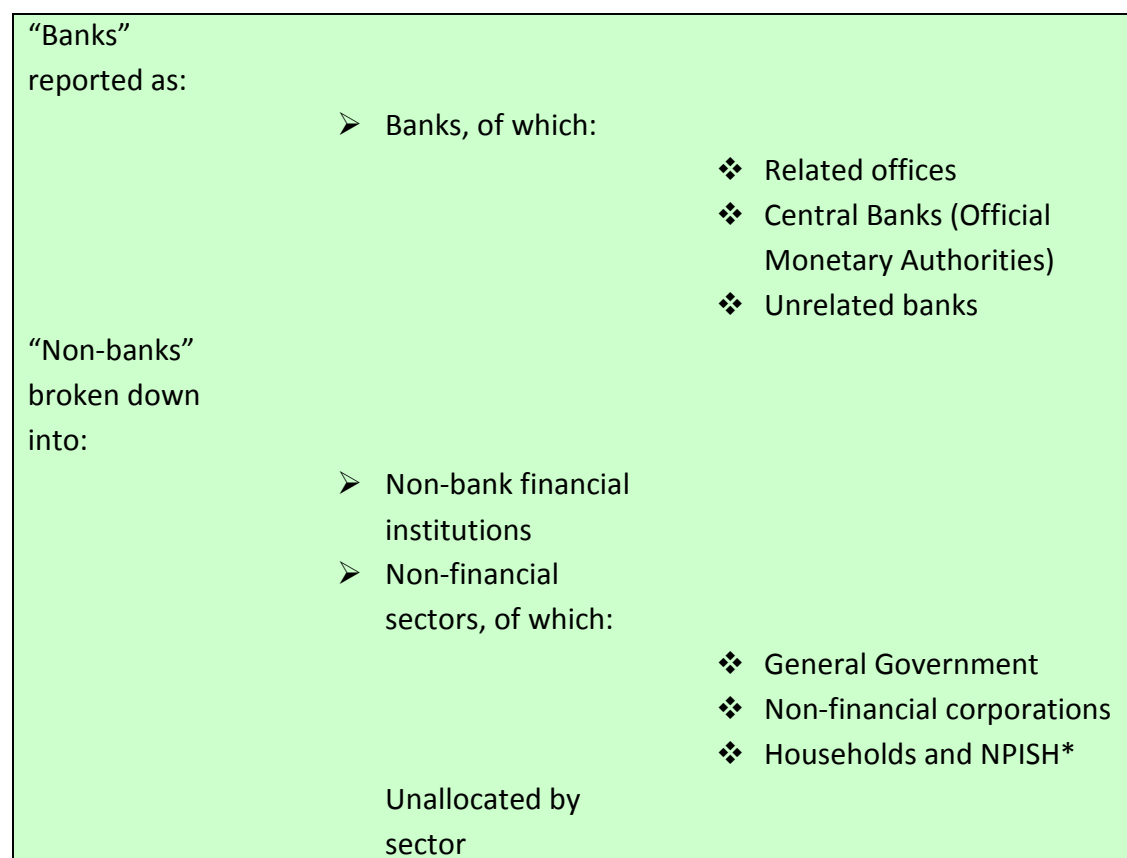 “Banks”
reported as:
➢ Banks, of which:
❖ Related offices
❖ Central Banks (Official
Monetary Authorities)
❖ Unrelated banks
“Non-banks”
broken down
into:
➢ Non-bank financial
institutions
➢ Non-financial
sectors, of which:
❖ General Government
❖ Non-financial corporations
❖ Households and NPISH*
Unallocated by
sector